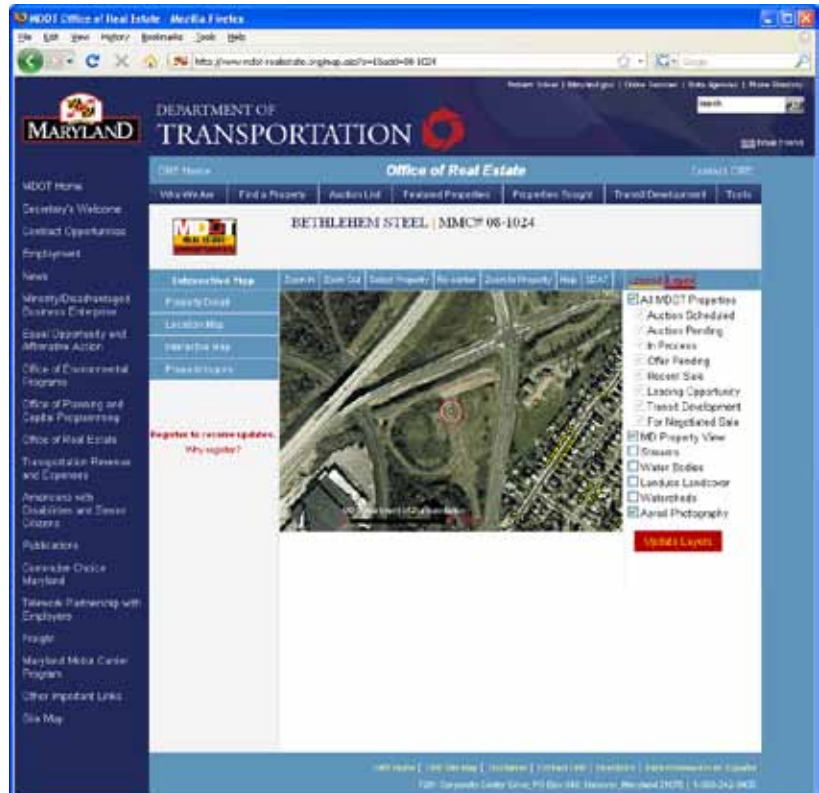 MDOT Office of Real Estate - Mozilla Firefox
File Edit View History Bookmarks Tools Help
MARYLAND
DEPARTMENT OF
TRANSPORTATION
search
Office of Real Estate
ORE Home
Contact ORE
Who We Are Find a Property Auction List Featured Properties Properties Sought Transit Development Tools
MDOT Home
Secretary's Welcome
Contract Opportunities
Employment
News
Minority/Disadvantaged
Business Enterprise
Equal Opportunity and
Affirmative Action
Office of Environmental
Programs
Office of Planning and
Capital Programming
Office of Real Estate
Transportation Revenue
and Expenses
Americans with
Disabilities and Senior
Citizens
Publications
Commuter Choice
Maryland
Telework Partnership with
Employers
Freight
Maryland Motor Carrier
Program
Other Important Links
Site Map
MDOT
REAL ESTATE
BETHLEHEM STEEL | MMC# 08-1024
Interactive Map
Property Detail
Location Map
Interactive Map
Register to receive updates.
Why register?
Zoom In Zoom Out Select Property Re-center Zoom to Property Help SDAT
Legend Layers
All MDOT Properties
Auction Scheduled
Auction Pending
In Process
Offer Pending
Recent Sale
Leasing Opportunity
Transit Development
For Negotiated Sale
MD Property View
Streams
Water Bodies
Landuse Landcover
Watersheds
Aerial Photography
Update Layers